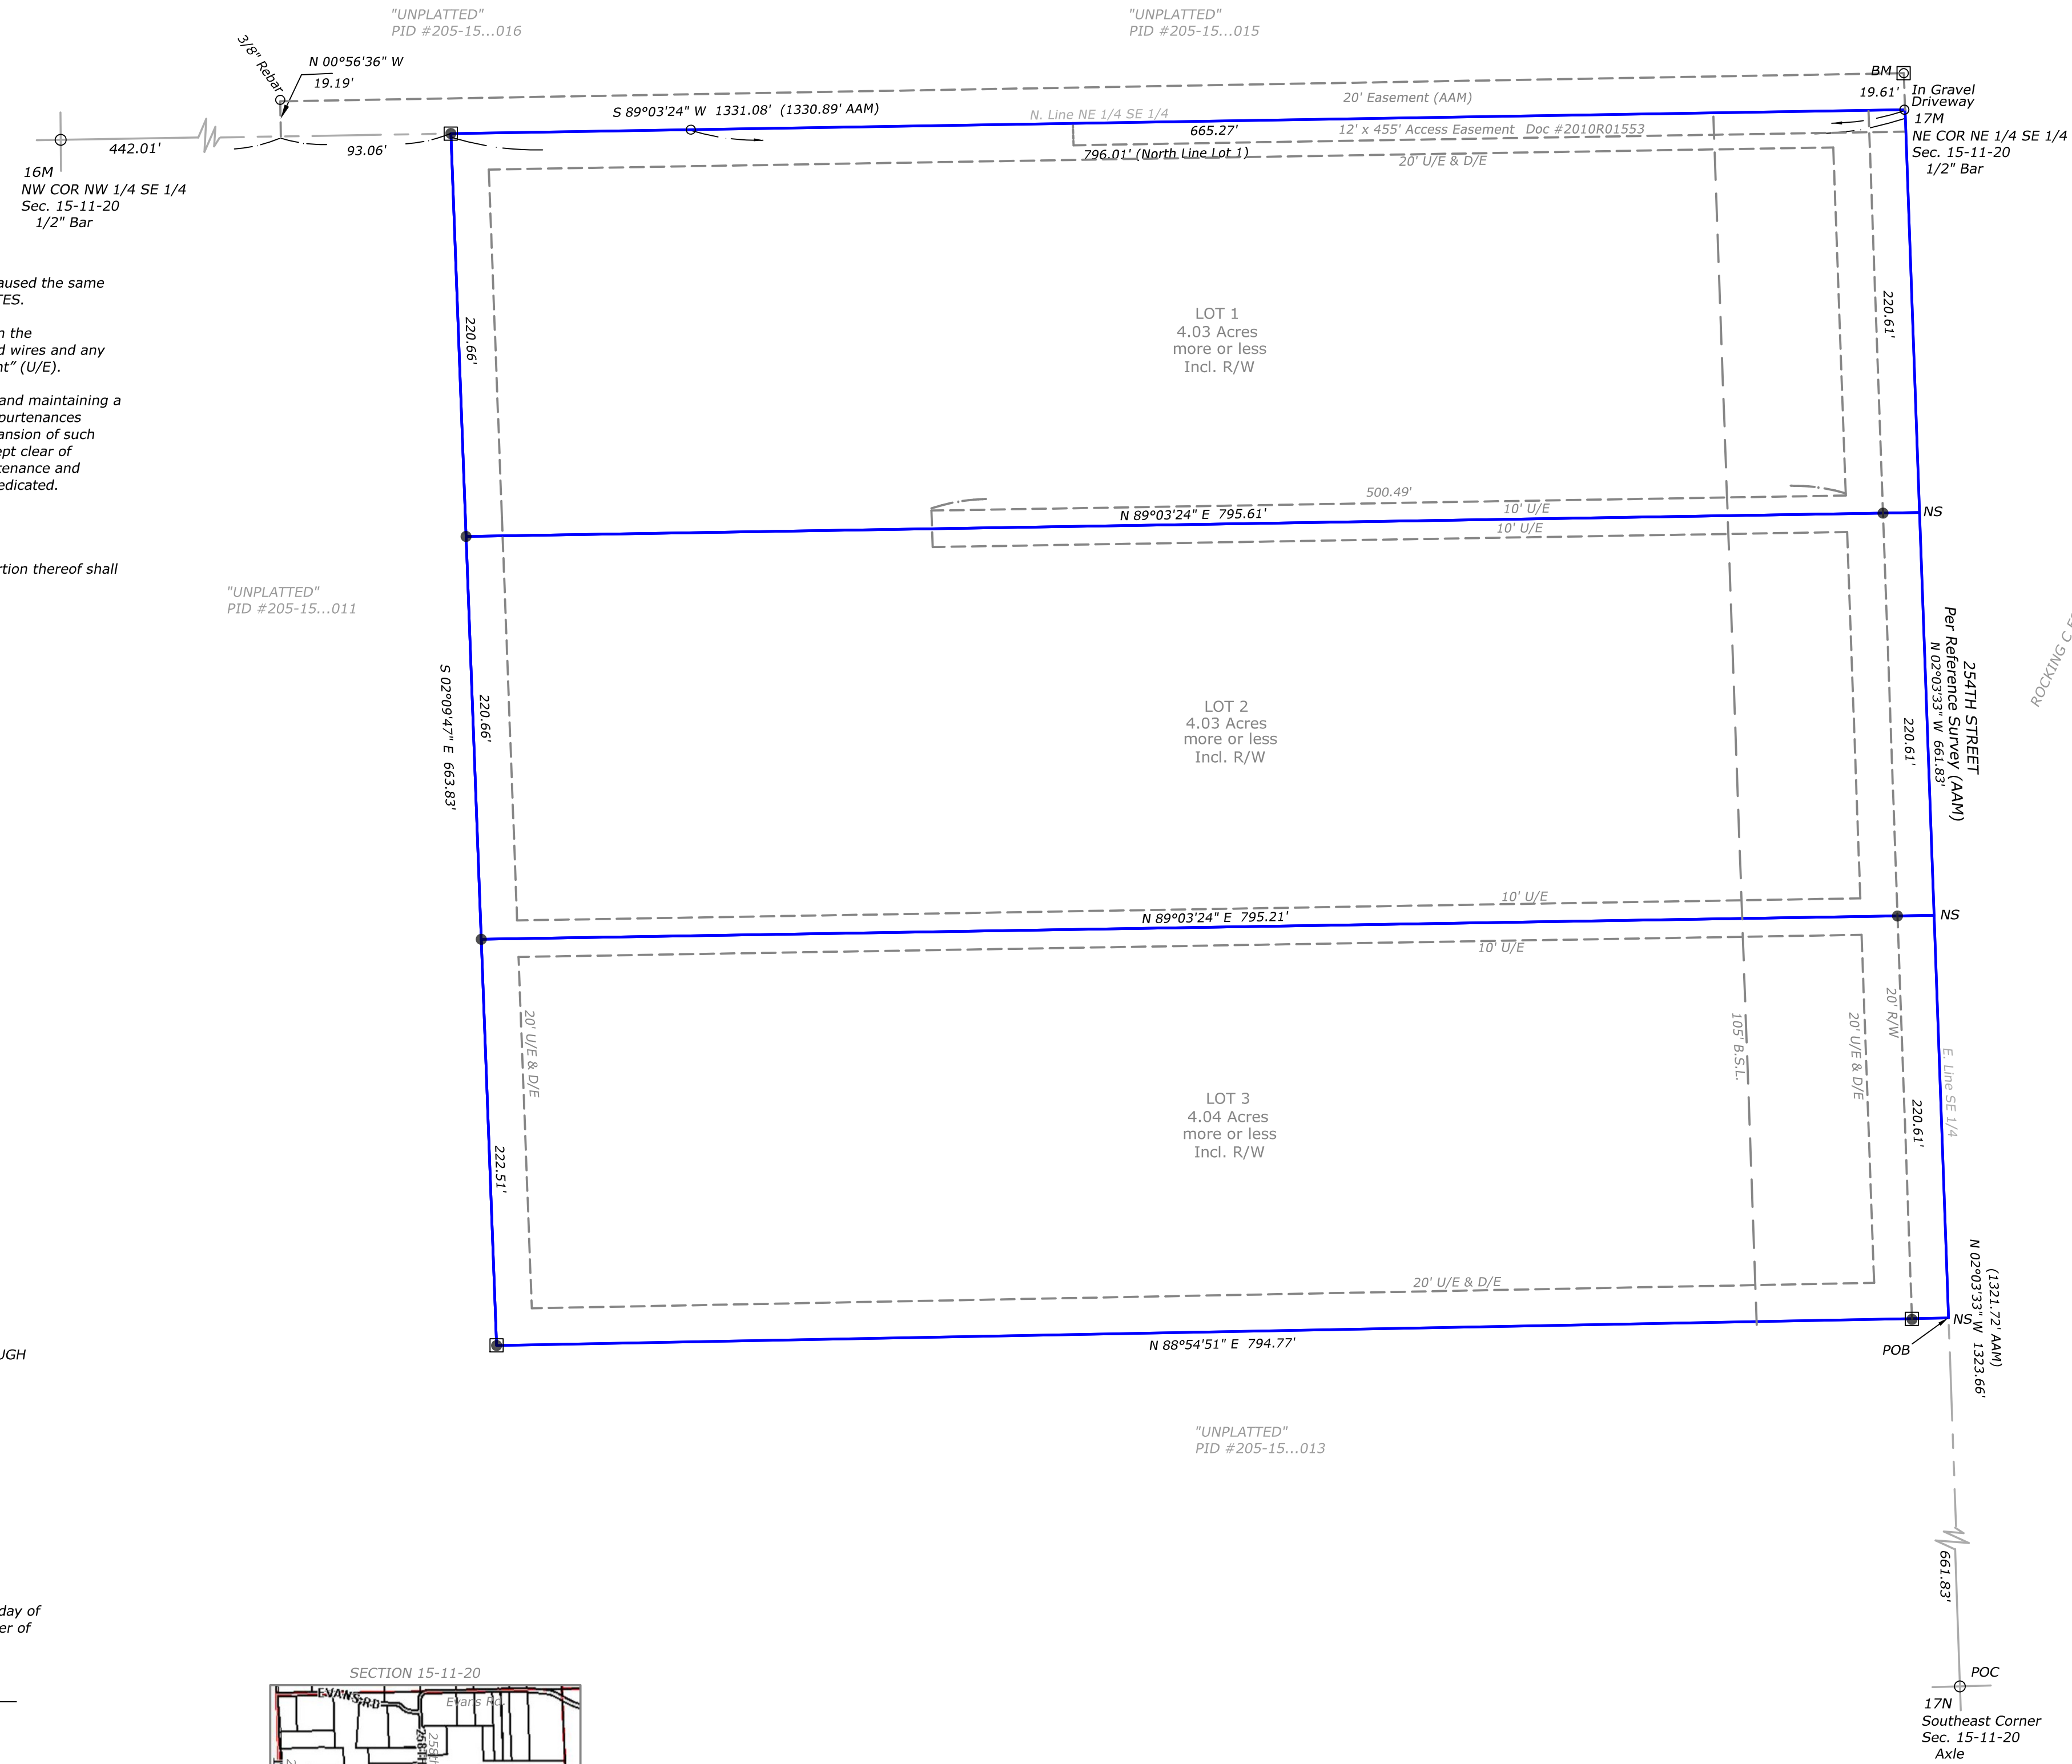 "UNPLATTED"
PID #205-15...016
"UNPLATTED"
PID #205-15...015
3/8" Rebar
N 00°56'36" W
19.19'
BM
20' Easement (AAM)
19.61'
In Gravel
Driveway
17M
NE COR NE 1/4 SE 1/4
Sec. 15-11-20
1/2" Bar
S 89°03'24" W 1331.08' (1330.89' AAM)
N. Line NE 1/4 SE 1/4
665.27'
12' x 455' Access Easement Doc #2010R01553
442.01'
93.06'
796.01' (North Line Lot 1)
20' U/E & D/E
16M
NW COR NW 1/4 SE 1/4
Sec. 15-11-20
1/2" Bar
aused the same
TES.
n the
d wires and any
nt" (U/E).
and maintaining a
purtenances
ansion of such
ept clear of
tenance and
edicated.
rtion thereof shall
220.66'
220.61'
LOT 1
4.03 Acres
more or less
Incl. R/W
500.49'
10' U/E
N 89°03'24" E 795.61'
NS
10' U/E
"UNPLATTED"
PID #205-15...011
S 02°09'47" E 663.83'
220.66'
LOT 2
4.03 Acres
more or less
Incl. R/W
220.61'
N 02°03'33" W 661.83'
Per Reference Survey (AAM)
254TH STREET
ROCKING C
10' U/E
N 89°03'24" E 795.21'
NS
10' U/E
20' U/E & D/E
105' B.S.L.
20' U/E & D/E
20' R/W
E. Line SE 1/4
LOT 3
4.04 Acres
more or less
Incl. R/W
222.51'
220.61'
20' U/E & D/E
N 88°54'51" E 794.77'
NS
POB
N 02°03'33" W 1323.66'
(1321.72' AAM)
UGH
"UNPLATTED"
PID #205-15...013
661.83'
day of
er of
POC
17N
Southeast Corner
Sec. 15-11-20
Axle
SECTION 15-11-20
EVANS RD
Evans Rd.
258TH
258th